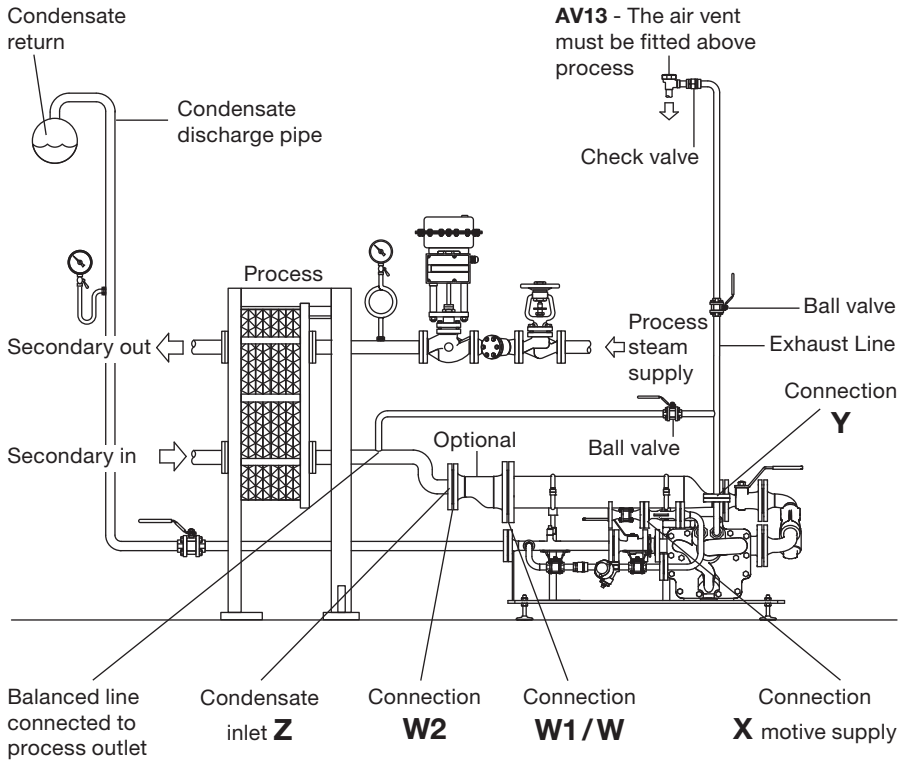 Condensate
return
AV13 - The air vent
must be fitted above
process
Condensate
discharge pipe
Check valve
Process
Ball valve
Secondary out
Process
steam
supply
Exhaust Line
Connection
Y
Secondary in
Optional
Ball valve
Balanced line
connected to
process outlet
Condensate
inlet Z
Connection
W2
Connection
W1 / W
Connection
X motive supply